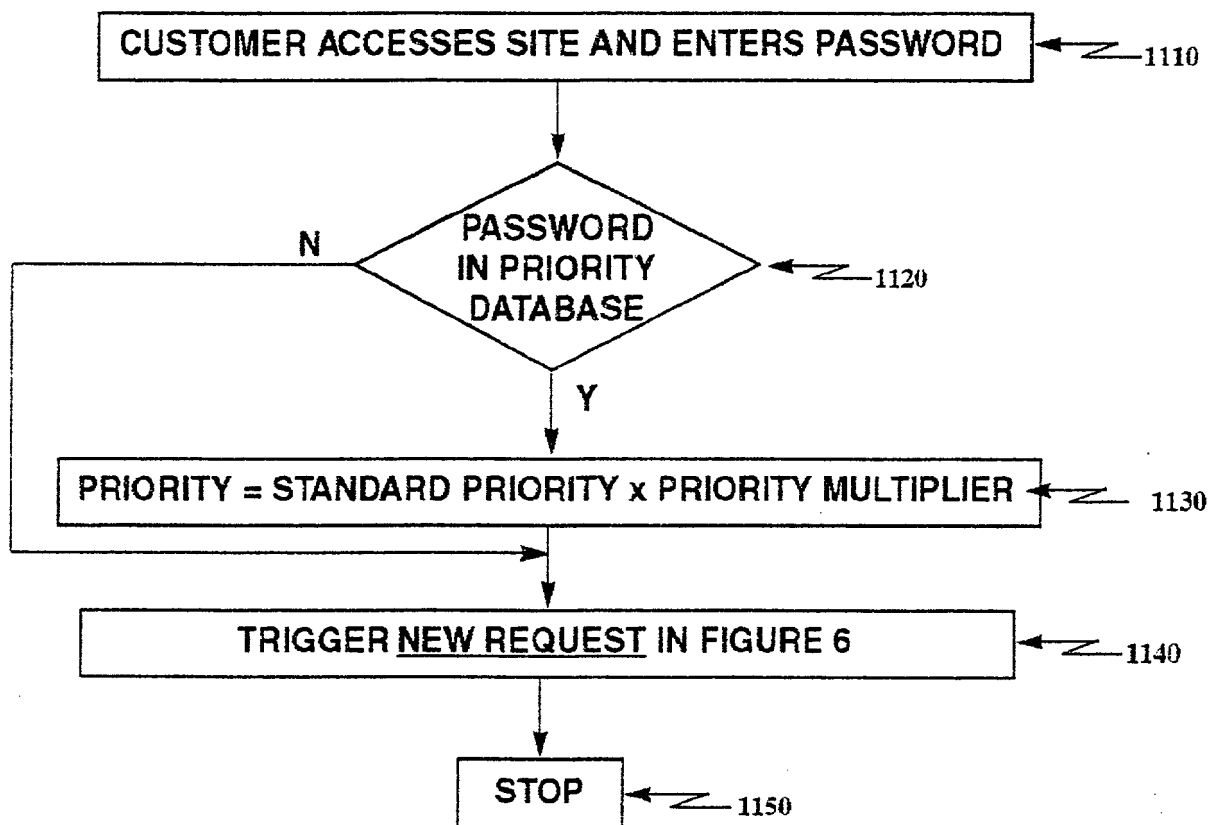 CUSTOMER ACCESSES SITE AND ENTERS PASSWORD
1110
N
PASSWORD
IN PRIORITY
DATABASE
1120
Y
PRIORITY = STANDARD PRIORITY x PRIORITY MULTIPLIER
1130
TRIGGER NEW REQUEST IN FIGURE 6
1140
STOP
1150